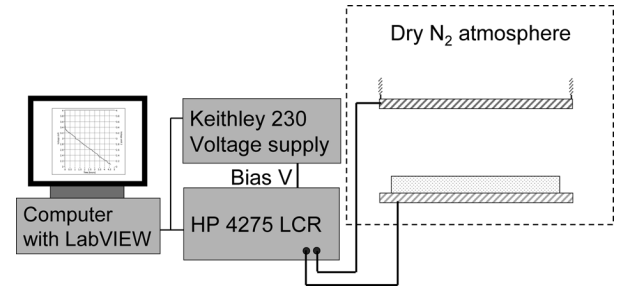 Dry N₂ atmosphere
Keithley 230
Voltage supply
Bias V
HP 4275 LCR
Computer
with LabVIEW